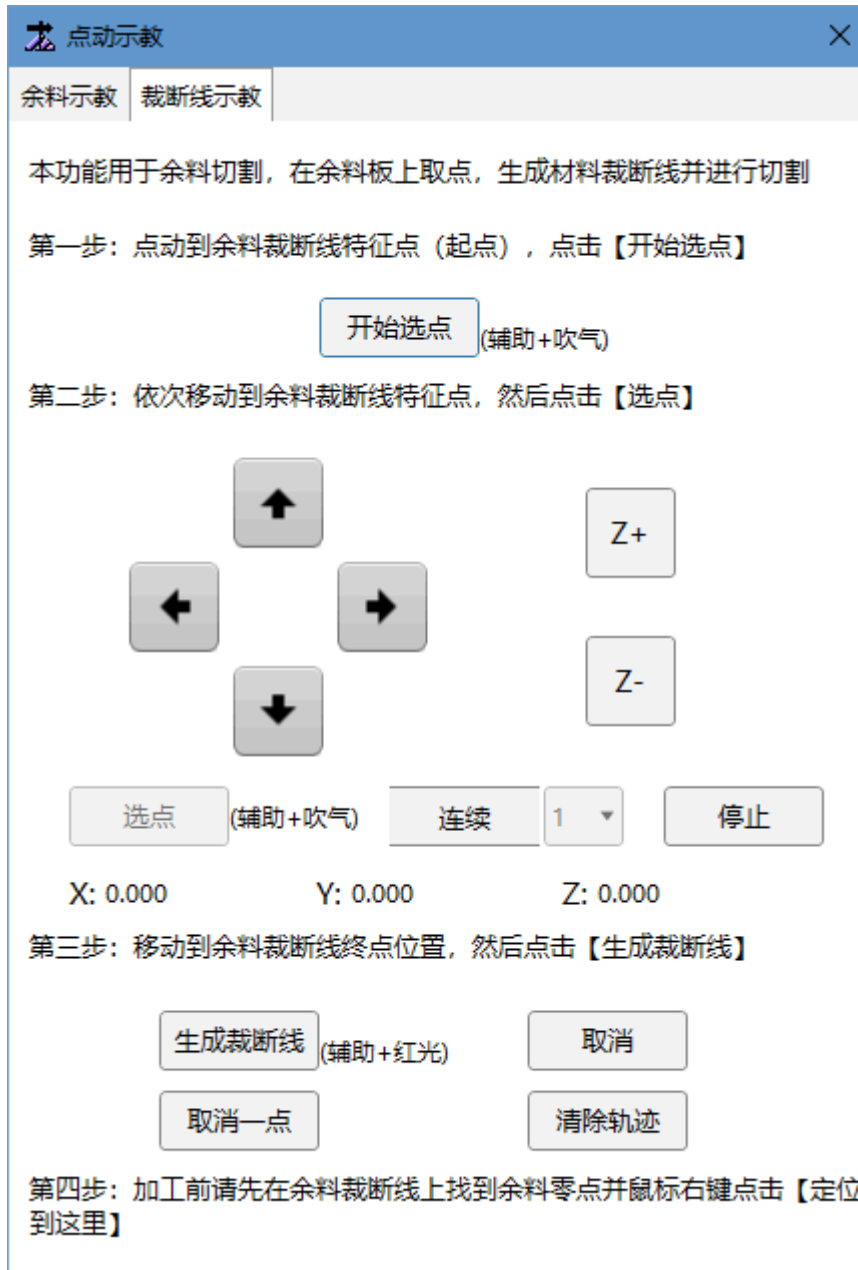 点动示教
余料示教 裁断线示教
本功能用于余料切割，在余料板上取点，生成材料裁断线并进行切割
第一步：点动到余料裁断线特征点（起点），点击【开始选点】
开始选点 (辅助+吹气)
第二步：依次移动到余料裁断线特征点，然后点击【选点】
Z+
Z-
选点 (辅助+吹气) 连续 1 停止
X: 0.000 Y: 0.000 Z: 0.000
第三步：移动到余料裁断线终点位置，然后点击【生成裁断线】
生成裁断线 (辅助+红光) 取消
取消一点 清除轨迹
第四步：加工前请先在余料裁断线上找到余料零点并鼠标右键点击【定位
到这里】